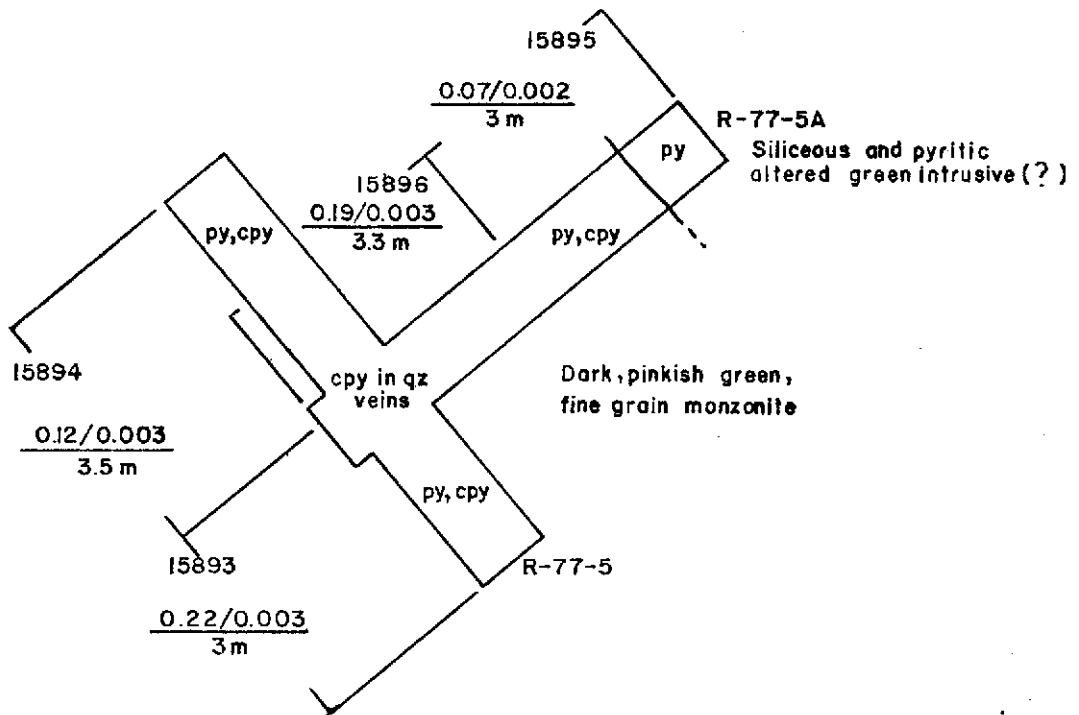 15895
0.07/0.002
3 m
R-77-5A
Siliceous and pyritic
altered green intrusive (?)
py
15896
0.19/0.003
3.3 m
py, cpy
py, cpy
15894
cpy in qz
veins
Dark, pinkish green,
fine grain monzonite
0.12/0.003
3.5 m
py, cpy
15893
R-77-5
0.22/0.003
3 m